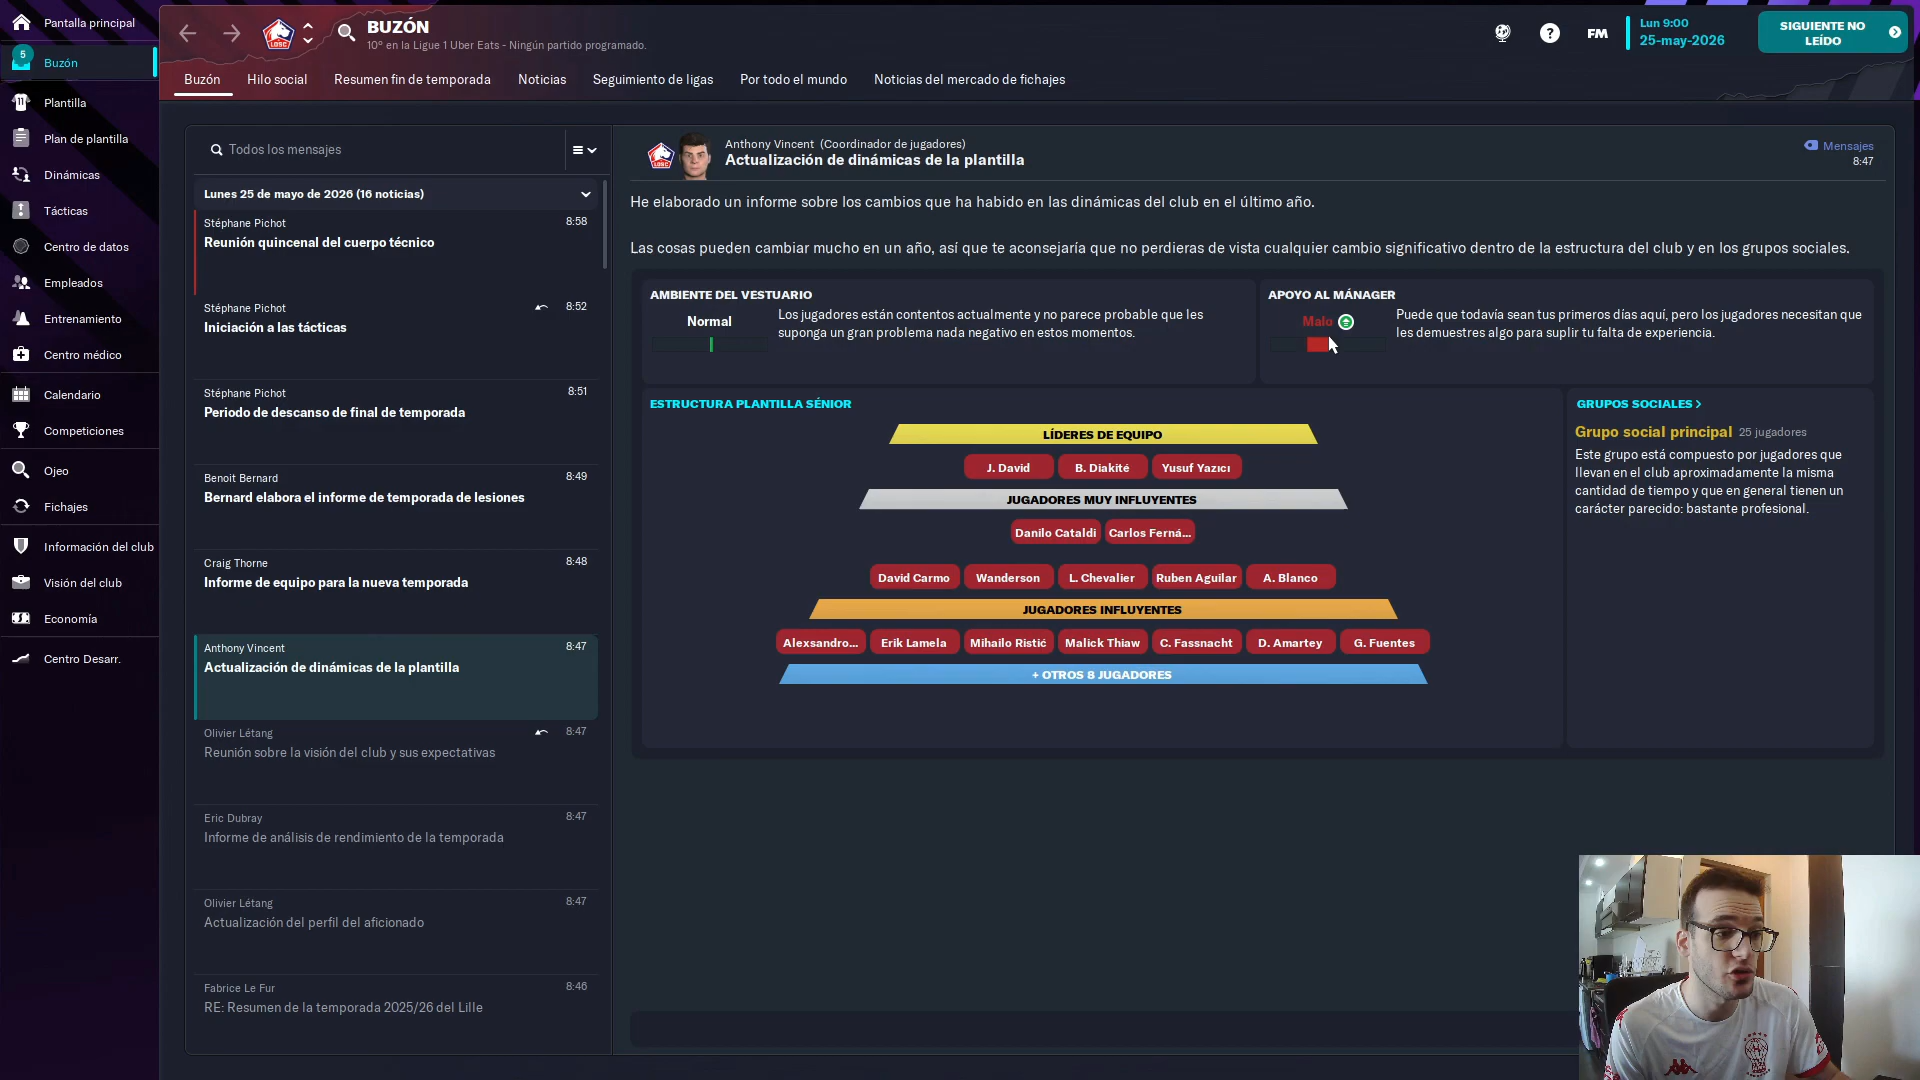 Pantalla principal
5
Buzón
Plantilla
Plan de plantilla
Dinámicas
Tácticas
Centro de datos
Empleados
Entrenamiento
Centro médico
Calendario
Competiciones
Ojeo
Fichajes
Información del club
Visión del club
Economía
Centro Desarr.
LOSC
BUZÓN
10º en la Ligue 1 Uber Eats - Ningún partido programado.
FM
Lun 9:00
25-may-2026
SIGUIENTE NO LEÍDO
Buzón
Hilo social
Resumen fin de temporada
Noticias
Seguimiento de ligas
Por todo el mundo
Noticias del mercado de fichajes
Todos los mensajes
Lunes 25 de mayo de 2026 (16 noticias)
Stéphane Pichot 8:58
Reunión quincenal del cuerpo técnico
Stéphane Pichot 8:52
Iniciación a las tácticas
Stéphane Pichot 8:51
Periodo de descanso de final de temporada
Benoit Bernard 8:49
Bernard elabora el informe de temporada de lesiones
Craig Thorne 8:48
Informe de equipo para la nueva temporada
Anthony Vincent 8:47
Actualización de dinámicas de la plantilla
Olivier Létang 8:47
Reunión sobre la visión del club y sus expectativas
Eric Dubray 8:47
Informe de análisis de rendimiento de la temporada
Olivier Létang 8:47
Actualización del perfil del aficionado
Fabrice Le Fur 8:46
RE: Resumen de la temporada 2025/26 del Lille
Anthony Vincent (Coordinador de jugadores)
Actualización de dinámicas de la plantilla
Mensajes
8:47
He elaborado un informe sobre los cambios que ha habido en las dinámicas del club en el último año.
Las cosas pueden cambiar mucho en un año, así que te aconsejaría que no perdieras de vista cualquier cambio significativo dentro de la estructura del club y en los grupos sociales.
AMBIENTE DEL VESTUARIO
Normal
Los jugadores están contentos actualmente y no parece probable que les
suponga un gran problema nada negativo en estos momentos.
APOYO AL MÁNAGER
Malo
Puede que todavía sean tus primeros días aquí, pero los jugadores necesitan que
les demuestres algo para suplir tu falta de experiencia.
ESTRUCTURA PLANTILLA SÉNIOR
LÍDERES DE EQUIPO
J. David B. Diakité Yusuf Yazıcı
JUGADORES MUY INFLUYENTES
Danilo Cataldi Carlos Ferná...
David Carmo Wanderson L. Chevalier Ruben Aguilar A. Blanco
JUGADORES INFLUYENTES
Alexsandro... Erik Lamela Mihailo Ristić Malick Thiaw C. Fassnacht D. Amartey G. Fuentes
+ OTROS 8 JUGADORES
GRUPOS SOCIALES >
Grupo social principal 25 jugadores
Este grupo está compuesto por jugadores que
llevan en el club aproximadamente la misma
cantidad de tiempo y que en general tienen un
carácter parecido: bastante profesional.